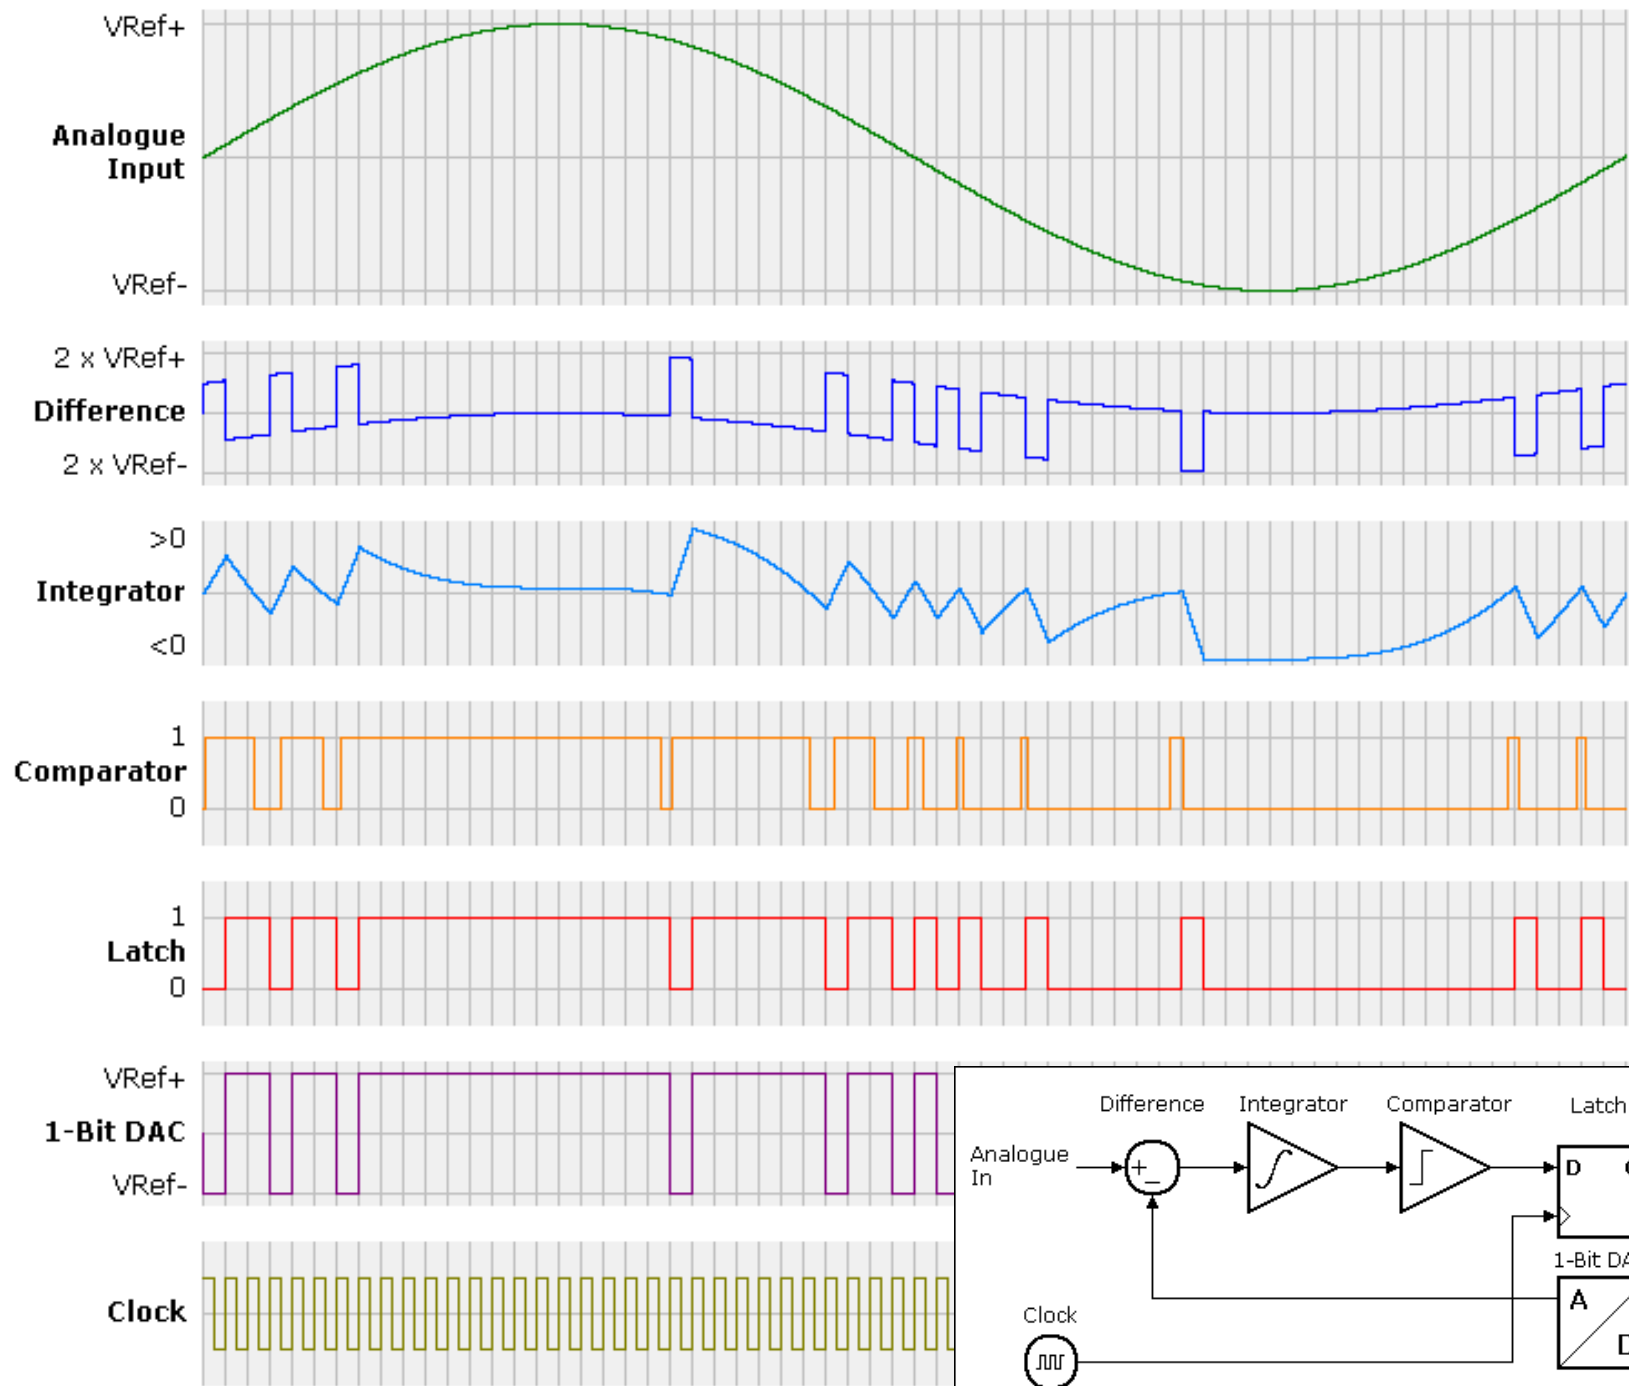 VRef+
Analogue
Input
VRef-
2 x VRef+
Difference
2 x VRef-
>0
Integrator
<0
1
Comparator
0
1
Latch
0
VRef+
1-Bit DAC
VRef-
Clock
Difference
Integrator
Comparator
Latch
Analogue
In
+
–
D
1-Bit DA
A
D
Clock